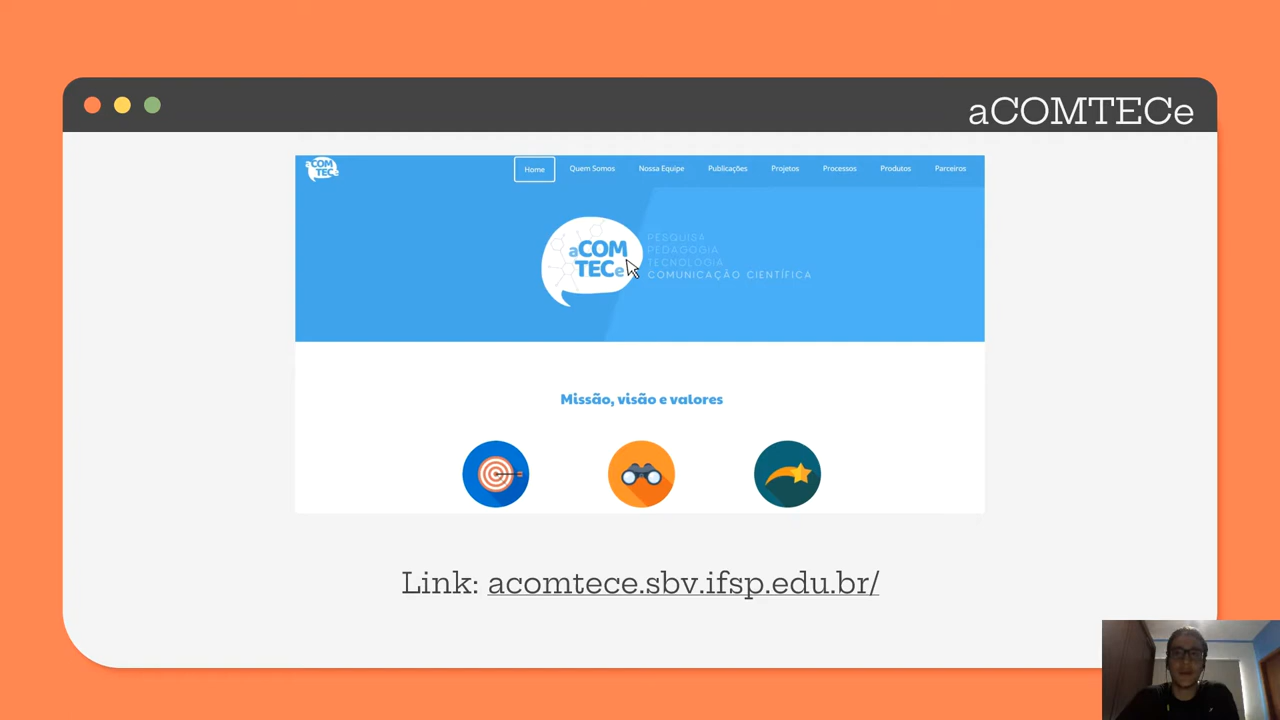 aCOMTECe
aCOM
TECe
Home Quem Somos Nossa Equipe Publicações Projetos Processos Produtos Parceiros
aCOM
TECe
PESQUISA
PEDAGOGIA
TECNOLOGIA
COMUNICAÇÃO CIENTÍFICA
Missão, visão e valores
Link: acomtece.sbv.ifsp.edu.br/